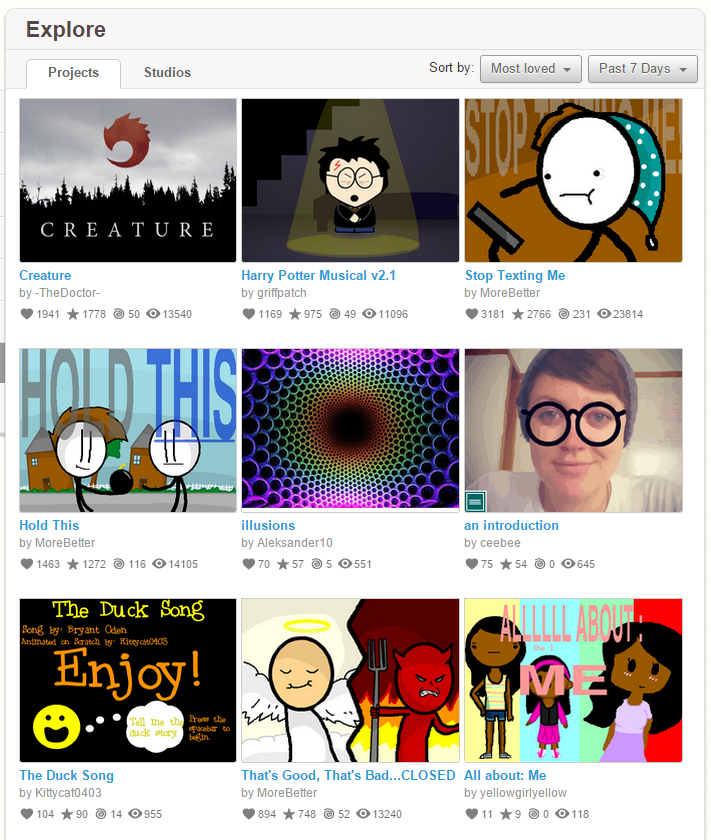 Explore
Projects
Studios
Sort by:
Most loved
Past 7 Days
CREATURE
STOP TEXTING ME!
Creature
by -TheDoctor-
1941 1778 50 13540
Harry Potter Musical v2.1
by griffpatch
1169 975 49 11096
Stop Texting Me
by MoreBetter
3181 2766 231 23814
HOLD THIS
Hold This
by MoreBetter
1463 1272 116 14105
illusions
by Aleksander10
70 57 5 551
an introduction
by ceebee
75 54 0 645
The Duck Song
Song by: Bryant Oden
Animated on Scratch by: Kittycat0403
Enjoy!
Tell me the
duck story
Press the
spacebar to
begin.
ALLLLLL ABOUT:
Me !
ME
The Duck Song
by Kittycat0403
104 90 14 955
That's Good, That's Bad...CLOSED
by MoreBetter
894 748 52 13240
All about: Me
by yellowgirlyellow
11 9 0 118